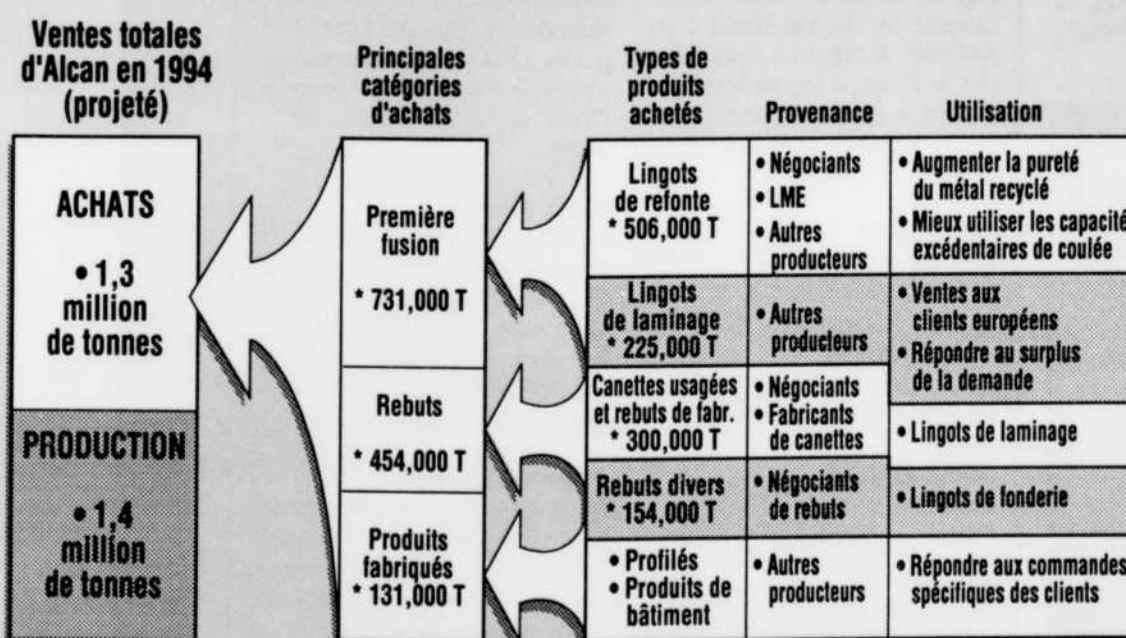 Ventes totales
d'Alcan en 1994
(projeté)
Principales
catégories
d'achats
Types de
produits
achetés
Provenance
Utilisation
ACHATS
• 1,3
million
de tonnes
PRODUCTION
• 1,4
million
de tonnes
Première
fusion
* 731,000 T
Rebuts
* 454,000 T
Produits
fabriqués
* 131,000 T
Lingots
de refonte
* 506,000 T
• Négociants
• LME
• Autres
producteurs
• Augmenter la pureté
du métal recyclé
• Mieux utiliser les capacité
excédentaires de coulée
Lingots
de laminage
* 225,000 T
• Autres
producteurs
• Ventes aux
clients européens
• Répondre au surplus
de la demande
Canettes usagées
et rebuts de fabr.
* 300,000 T
• Négociants
• Fabricants
de canettes
• Lingots de laminage
Rebuts divers
* 154,000 T
• Négociants
de rebuts
• Lingots de fonderie
• Profilés
• Produits de
bâtiment
• Autres
producteurs
• Répondre aux commandes
spécifiques des clients